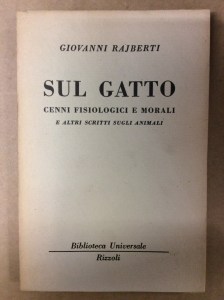 GIOVANNI RAJBERTI
SUL GATTO
CENNI FISIOLOGICI E MORALI
E ALTRI SCRITTI SUGLI ANIMALI
Biblioteca Universale
Rizzoli